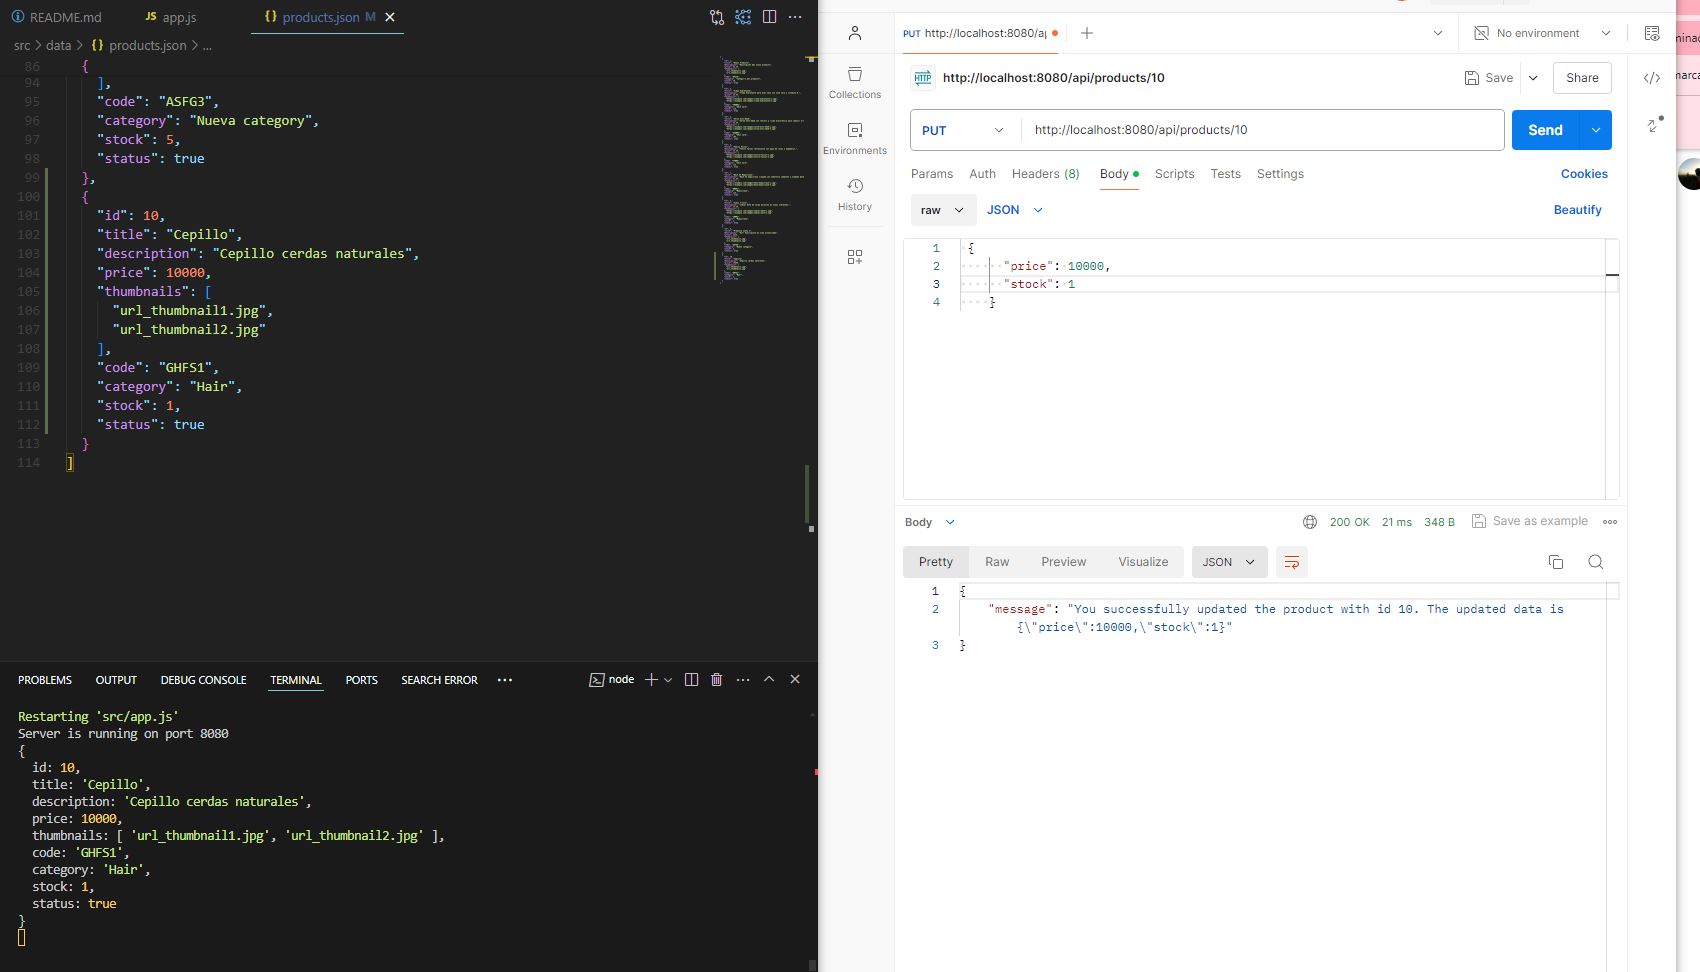 README.md
JS app.js
{} products.json M
src > data > {} products.json > ...
86 {
94 ],
95 "code": "ASFG3",
96 "category": "Nueva category",
97 "stock": 5,
98 "status": true
99 },
100 {
101 "id": 10,
102 "title": "Cepillo",
103 "description": "Cepillo cerdas naturales",
104 "price": 10000,
105 "thumbnails": [
106 "url_thumbnail1.jpg",
107 "url_thumbnail2.jpg"
108 ],
109 "code": "GHFS1",
110 "category": "Hair",
111 "stock": 1,
112 "status": true
113 }
114 ]
PROBLEMS OUTPUT DEBUG CONSOLE TERMINAL PORTS SEARCH ERROR ... node
Restarting 'src/app.js'
Server is running on port 8080
{
id: 10,
title: 'Cepillo',
description: 'Cepillo cerdas naturales',
price: 10000,
thumbnails: [ 'url_thumbnail1.jpg', 'url_thumbnail2.jpg' ],
code: 'GHFS1',
category: 'Hair',
stock: 1,
status: true
}
Collections
Environments
History
PUT http://localhost:8080/a
No environment
HTTP http://localhost:8080/api/products/10
Save
Share
PUT http://localhost:8080/api/products/10
Send
Params Auth Headers (8) Body Scripts Tests Settings
Cookies
raw JSON
Beautify
1 {
2 "price": 10000,
3 "stock": 1
4 }
Body
200 OK 21 ms 348 B Save as example
Pretty Raw Preview Visualize JSON
1 {
2 "message": "You successfully updated the product with id 10. The updated data is
{\"price\":10000,\"stock\":1}"
3 }